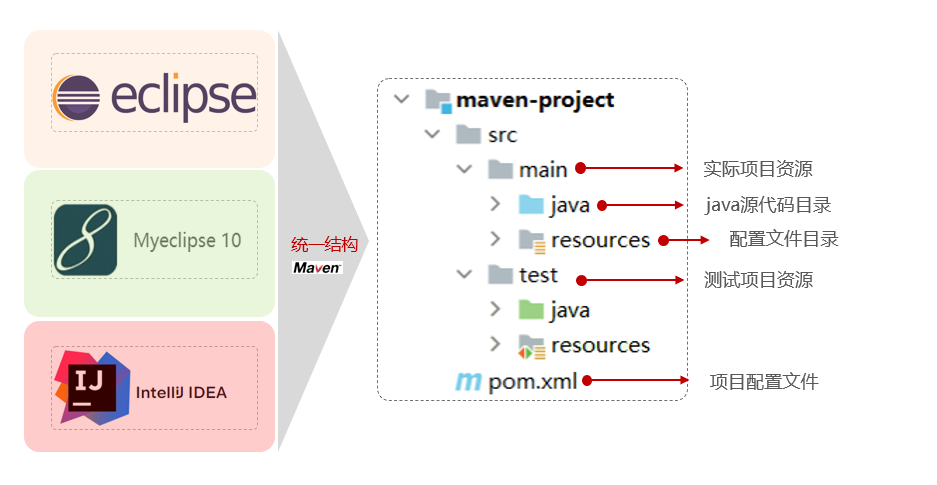 eclipse
Myeclipse 10
IJ
IntelliJ IDEA
统一结构
Maven
maven-project
src
main
实际项目资源
java
java源代码目录
resources
配置文件目录
test
测试项目资源
java
resources
pom.xml
项目配置文件